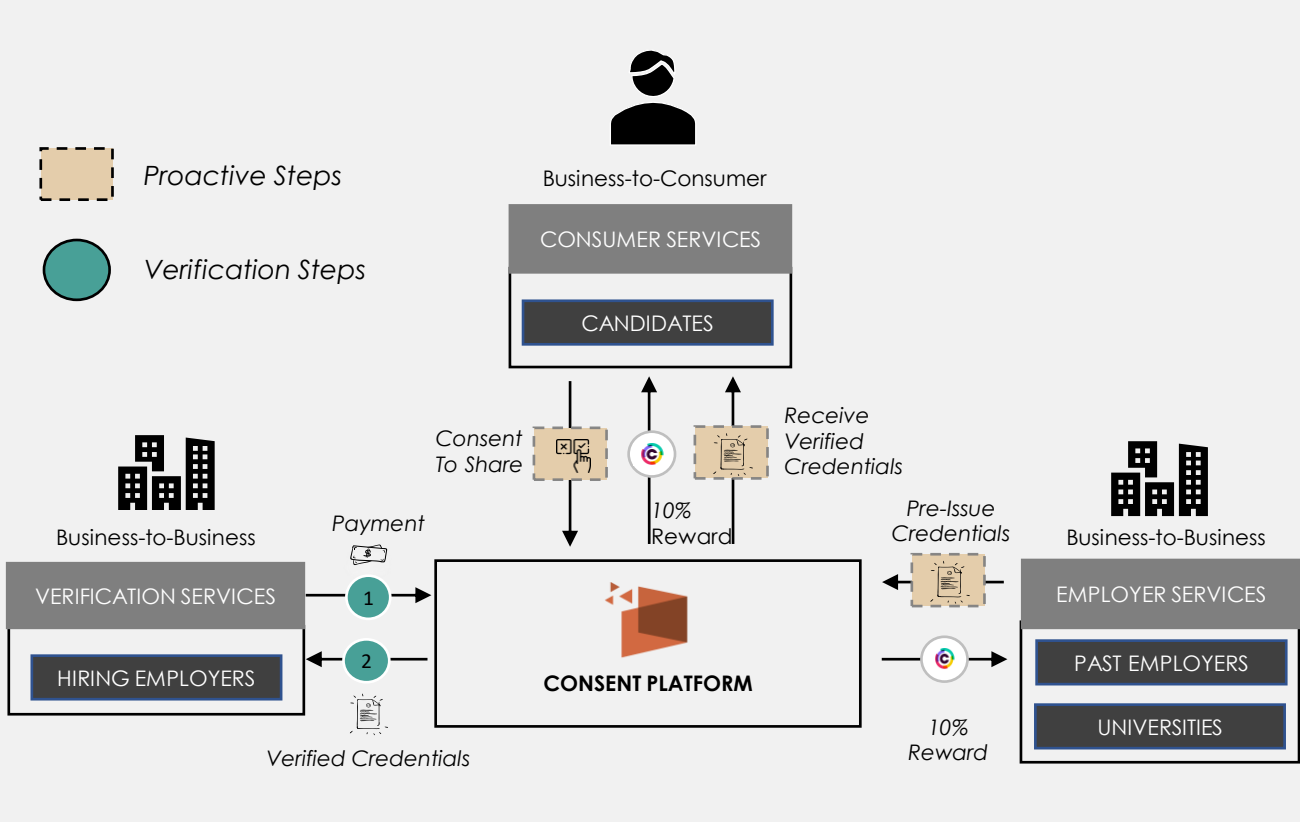 Proactive Steps
Verification Steps
Business-to-Consumer
CONSUMER SERVICES
CANDIDATES
Consent
To Share
C
10%
Reward
Receive
Verified
Credentials
Business-to-Business
VERIFICATION SERVICES
HIRING EMPLOYERS
Payment
$
1
2
Verified Credentials
CONSENT PLATFORM
Pre-Issue
Credentials
C
10%
Reward
Business-to-Business
EMPLOYER SERVICES
PAST EMPLOYERS
UNIVERSITIES